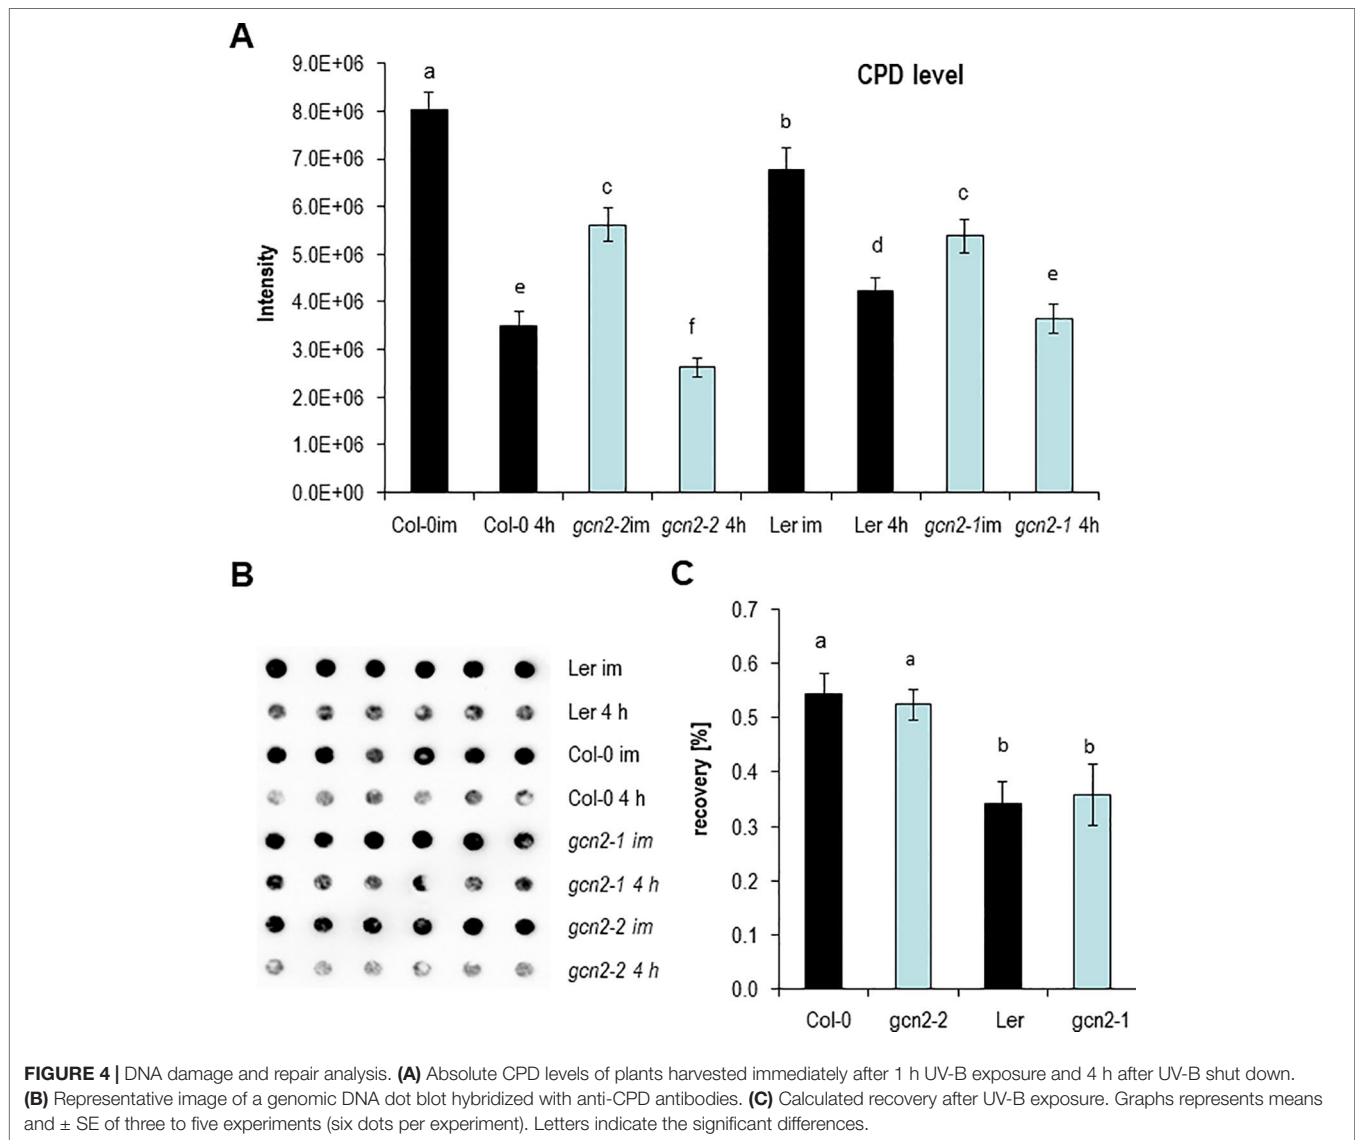 A
CPD level
9.0E+06
8.0E+06
7.0E+06
6.0E+06
5.0E+06
4.0E+06
3.0E+06
2.0E+06
1.0E+06
0.0E+00
Intensity
a
e
c
f
b
d
c
e
Col-0im Col-0 4h gcn2-2im gcn2-2 4h Ler im Ler 4h gcn2-1im gcn2-1 4h
B
Ler im
Ler 4 h
Col-0 im
Col-0 4 h
gcn2-1 im
gcn2-1 4 h
gcn2-2 im
gcn2-2 4 h
C
0.7
0.6
0.5
0.4
0.3
0.2
0.1
0.0
recovery [%]
a
a
b
b
Col-0 gcn2-2 Ler gcn2-1
FIGURE 4 | DNA damage and repair analysis. (A) Absolute CPD levels of plants harvested immediately after 1 h UV-B exposure and 4 h after UV-B shut down.
(B) Representative image of a genomic DNA dot blot hybridized with anti-CPD antibodies. (C) Calculated recovery after UV-B exposure. Graphs represents means
and ± SE of three to five experiments (six dots per experiment). Letters indicate the significant differences.